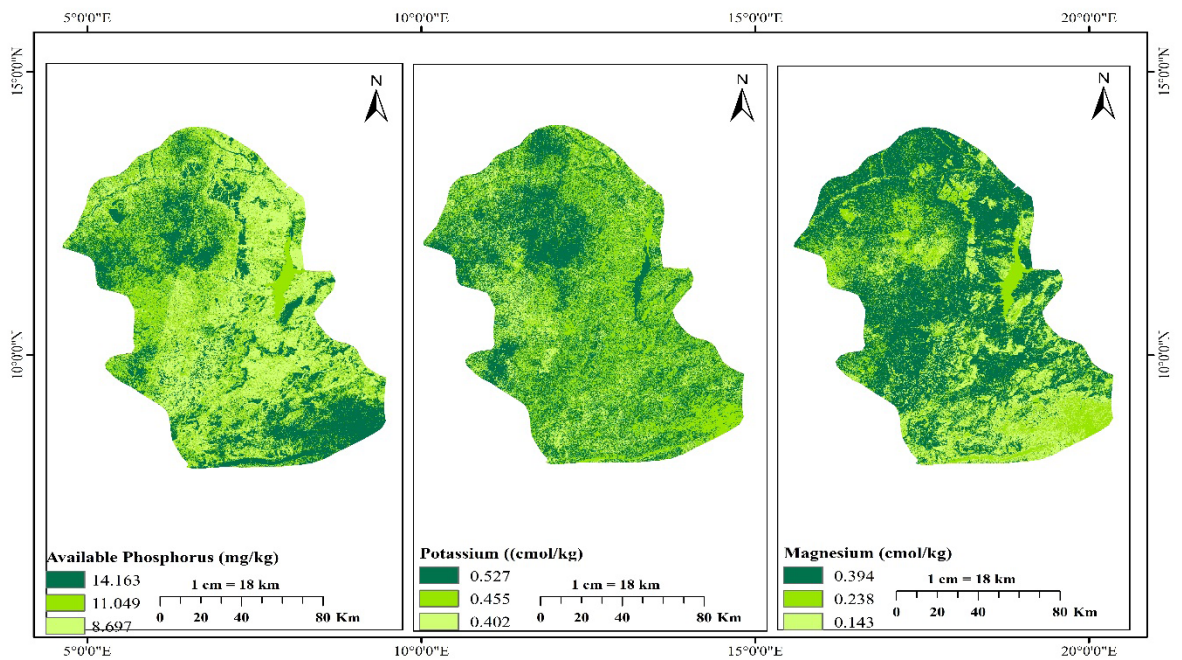 5°0'0"E 10°0'0"E 15°0'0"E 20°0'0"E
15°0'0"N 15°0'0"N
N N N
10°0'0"N 10°0'0"N
Available Phosphorus (mg/kg)
14.163
11.049
8.697
1 cm = 18 km
0 20 40 80 Km
Potassium ((cmol/kg)
0.527
0.455
0.402
1 cm = 18 km
0 20 40 80 Km
Magnesium (cmol/kg)
0.394
0.238
0.143
1 cm = 18 km
0 20 40 80 Km
5°0'0"E 10°0'0"E 15°0'0"E 20°0'0"E